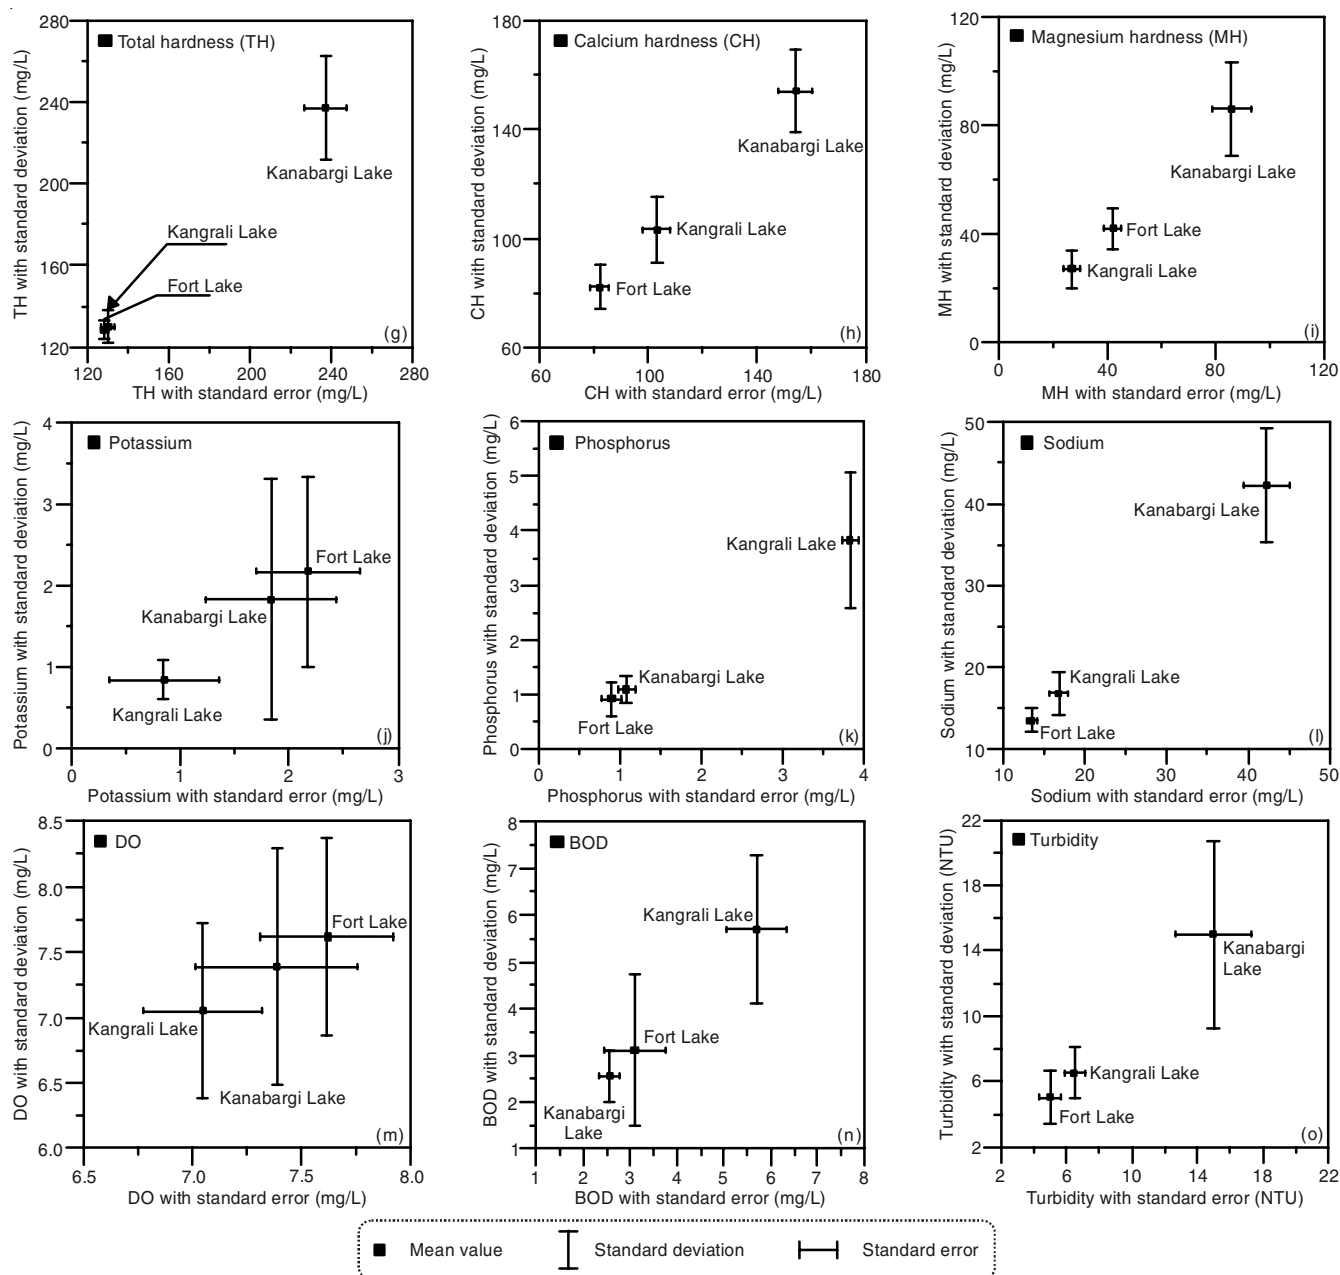 Total hardness (TH)
TH with standard deviation (mg/L)
280
240
200
160
120
Kanabargi Lake
Kangrali Lake
Fort Lake
(g)
120 160 200 240 280
TH with standard error (mg/L)
Calcium hardness (CH)
CH with standard deviation (mg/L)
180
140
100
60
Kanabargi Lake
Kangrali Lake
Fort Lake
(h)
60 100 140 180
CH with standard error (mg/L)
Magnesium hardness (MH)
MH with standard deviation (mg/L)
120
80
40
0
Kanabargi Lake
Fort Lake
Kangrali Lake
(i)
0 40 80 120
MH with standard error (mg/L)
Potassium
Potassium with standard deviation (mg/L)
4
3
2
1
0
Fort Lake
Kanabargi Lake
Kangrali Lake
(j)
0 1 2 3
Potassium with standard error (mg/L)
Phosphorus
Phosphorus with standard deviation (mg/L)
6
5
4
3
2
1
0
Kangrali Lake
Kanabargi Lake
Fort Lake
(k)
0 1 2 3 4
Phosphorus with standard error (mg/L)
Sodium
Sodium with standard deviation (mg/L)
50
40
30
20
10
Kanabargi Lake
Kangrali Lake
Fort Lake
(l)
10 20 30 40 50
Sodium with standard error (mg/L)
DO
DO with standard deviation (mg/L)
8.5
8.0
7.5
7.0
6.5
6.0
Fort Lake
Kangrali Lake
Kanabargi Lake
(m)
6.5 7.0 7.5 8.0
DO with standard error (mg/L)
BOD
BOD with standard deviation (mg/L)
8
7
6
5
4
3
2
1
Kangrali Lake
Fort Lake
Kanabargi
Lake
(n)
1 2 3 4 5 6 7 8
BOD with standard error (mg/L)
Turbidity
Turbidity with standard deviation (NTU)
22
18
14
10
6
2
Kanabargi
Lake
Kangrali Lake
Fort Lake
(o)
2 6 10 14 18 22
Turbidity with standard error (NTU)
Mean value Standard deviation Standard error